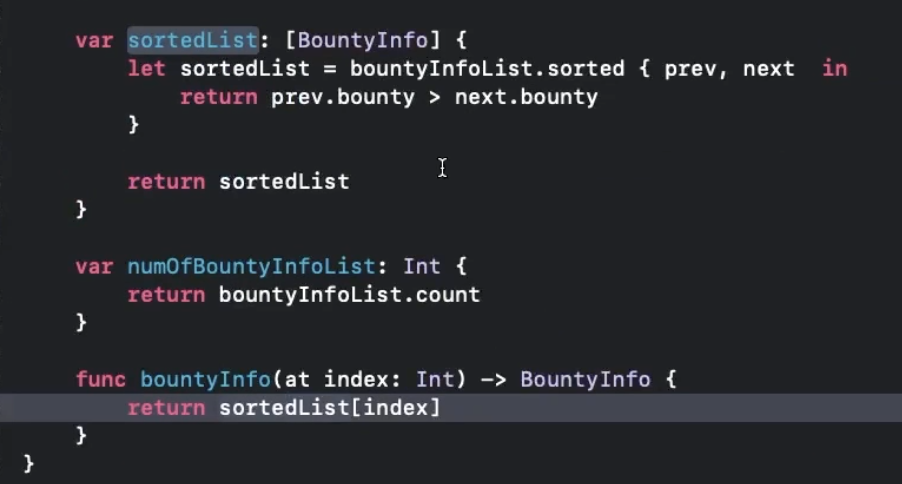 var sortedList: [BountyInfo] {
let sortedList = bountyInfoList.sorted { prev, next  in
return prev.bounty > next.bounty
}
return sortedList
}
var numOfBountyInfoList: Int {
return bountyInfoList.count
}
func bountyInfo(at index: Int) -> BountyInfo {
return sortedList[index]
}
}